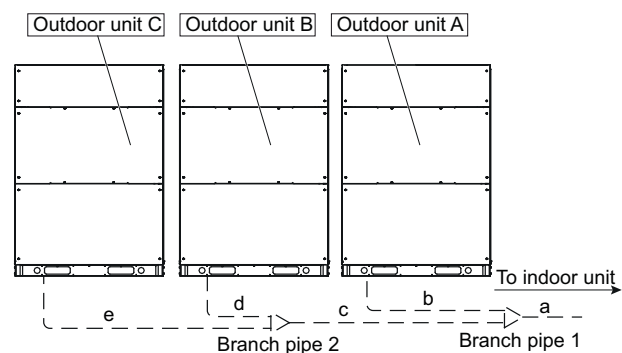 Outdoor unit C
Outdoor unit B
Outdoor unit A
To indoor unit
e
d
c
b
a
Branch pipe 2
Branch pipe 1